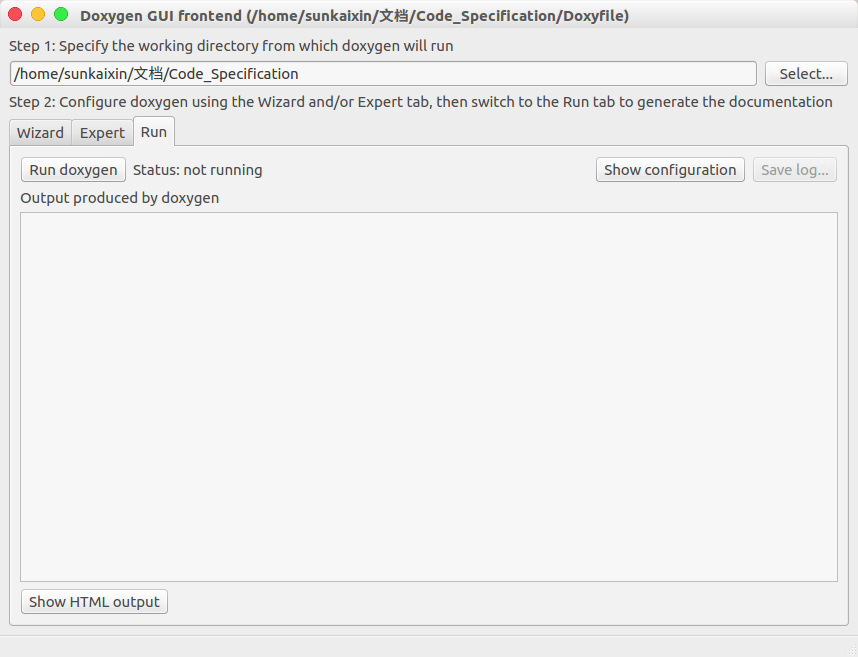 Doxygen GUI frontend (/home/sunkaixin/文档/Code_Specification/Doxyfile)
Step 1: Specify the working directory from which doxygen will run
/home/sunkaixin/文档/Code_Specification
Select...
Step 2: Configure doxygen using the Wizard and/or Expert tab, then switch to the Run tab to generate the documentation
Wizard Expert Run
Run doxygen Status: not running Show configuration Save log...
Output produced by doxygen
Show HTML output